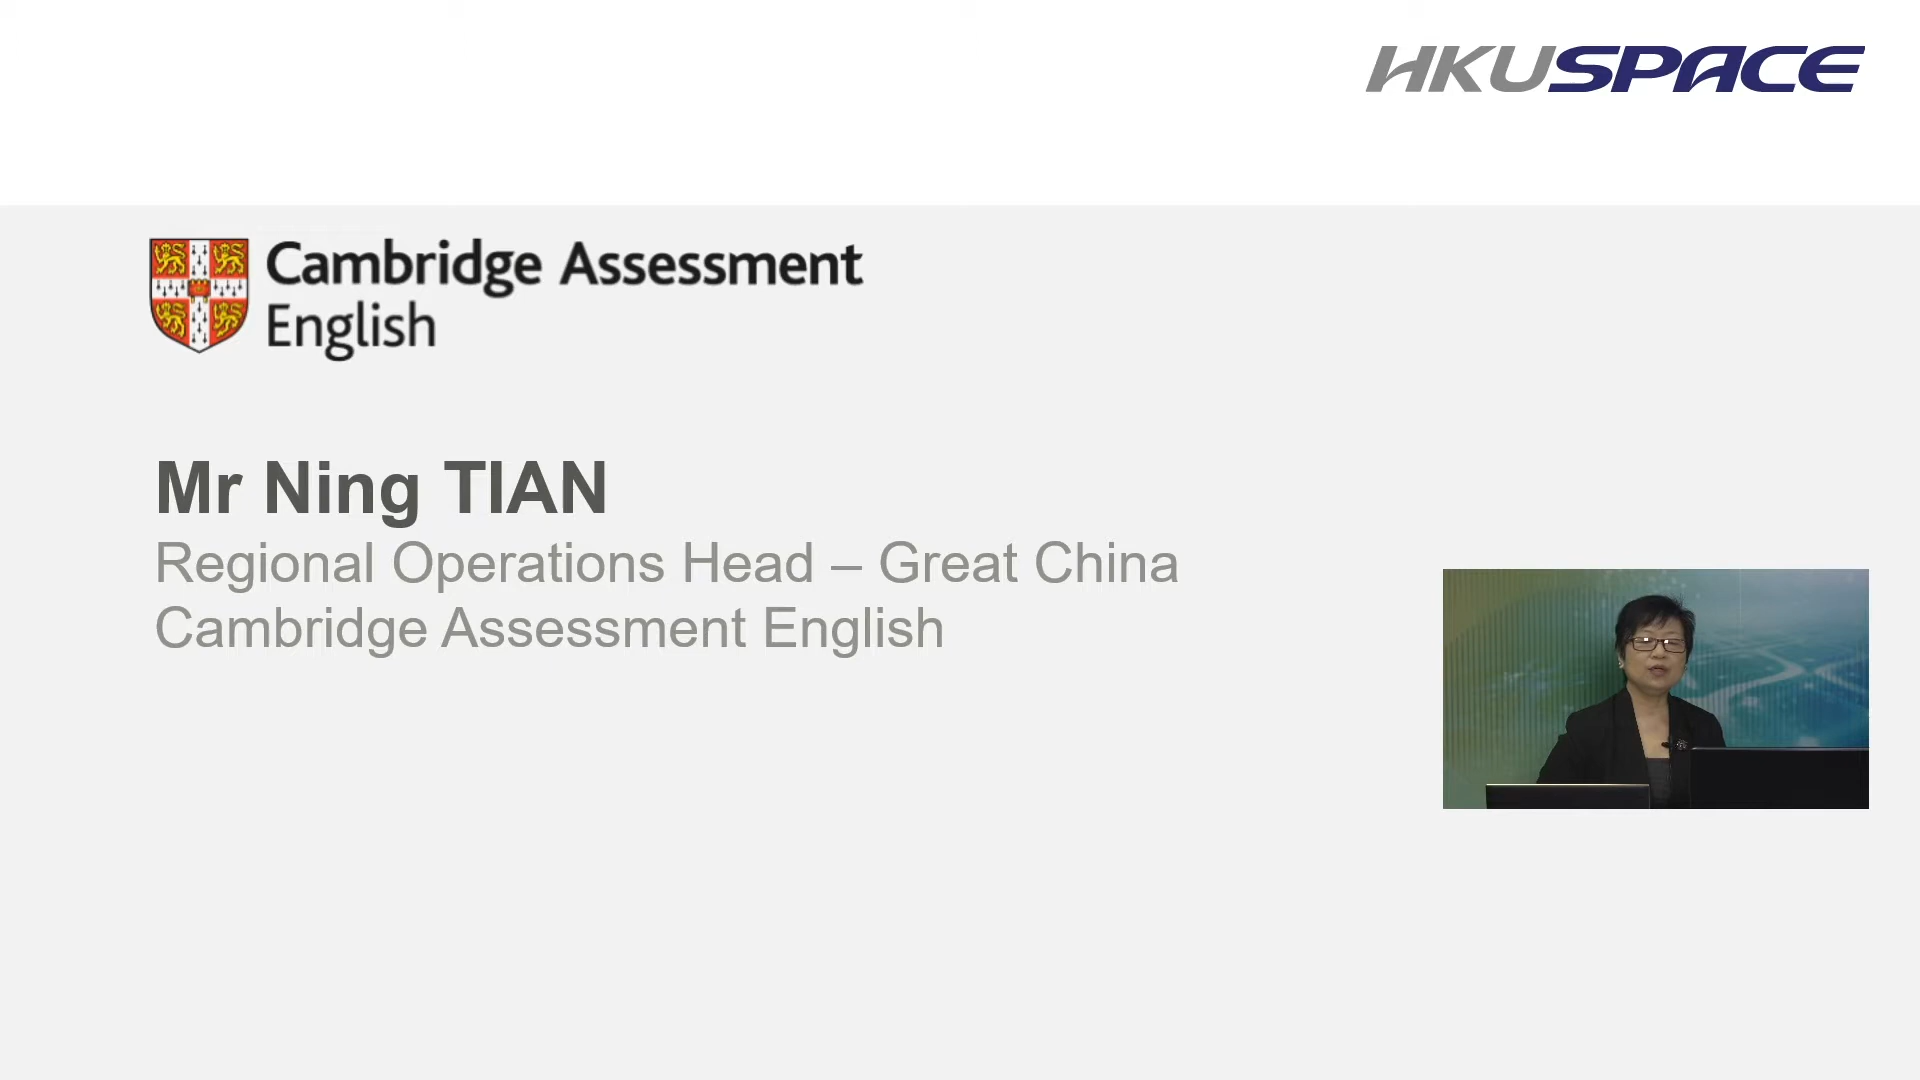 HKUSPACE
Cambridge Assessment
English
Mr Ning TIAN
Regional Operations Head – Great China
Cambridge Assessment English